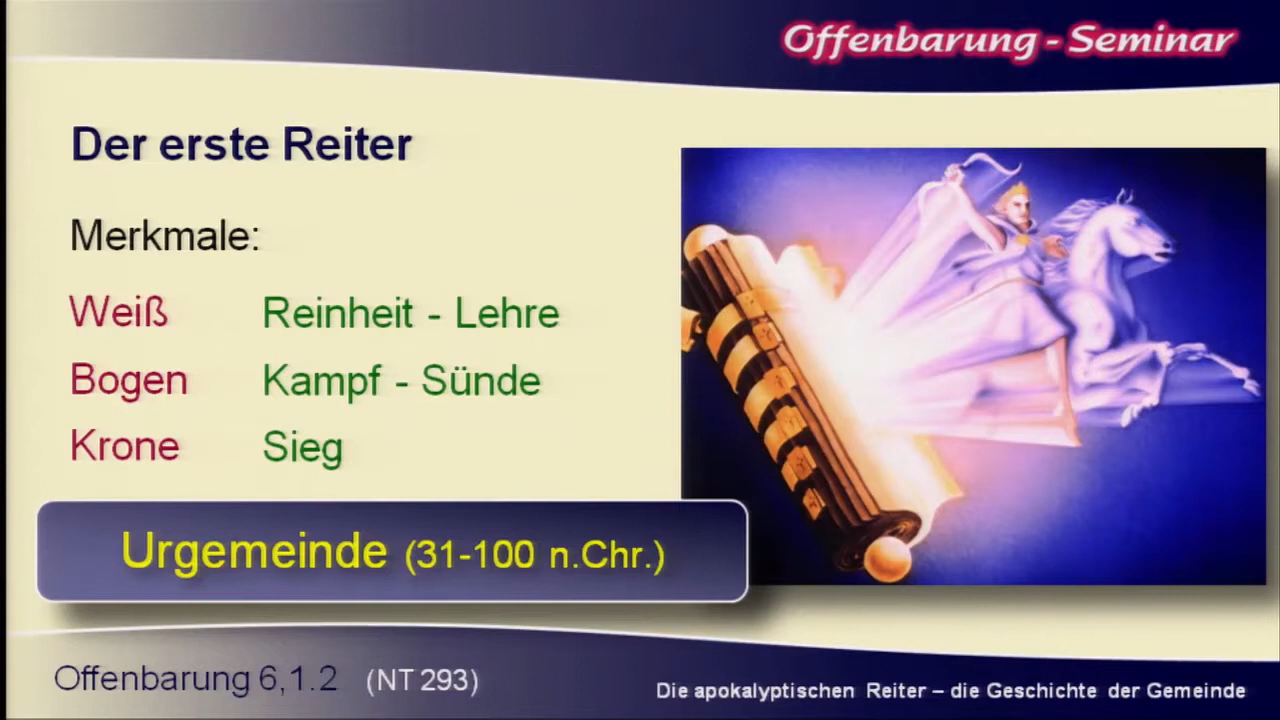 Offenbarung - Seminar
Der erste Reiter
Merkmale:
Weiß Reinheit - Lehre
Bogen Kampf - Sünde
Krone Sieg
Urgemeinde (31-100 n.Chr.)
Offenbarung 6,1.2 (NT 293)
Die apokalyptischen Reiter – die Geschichte der Gemeinde